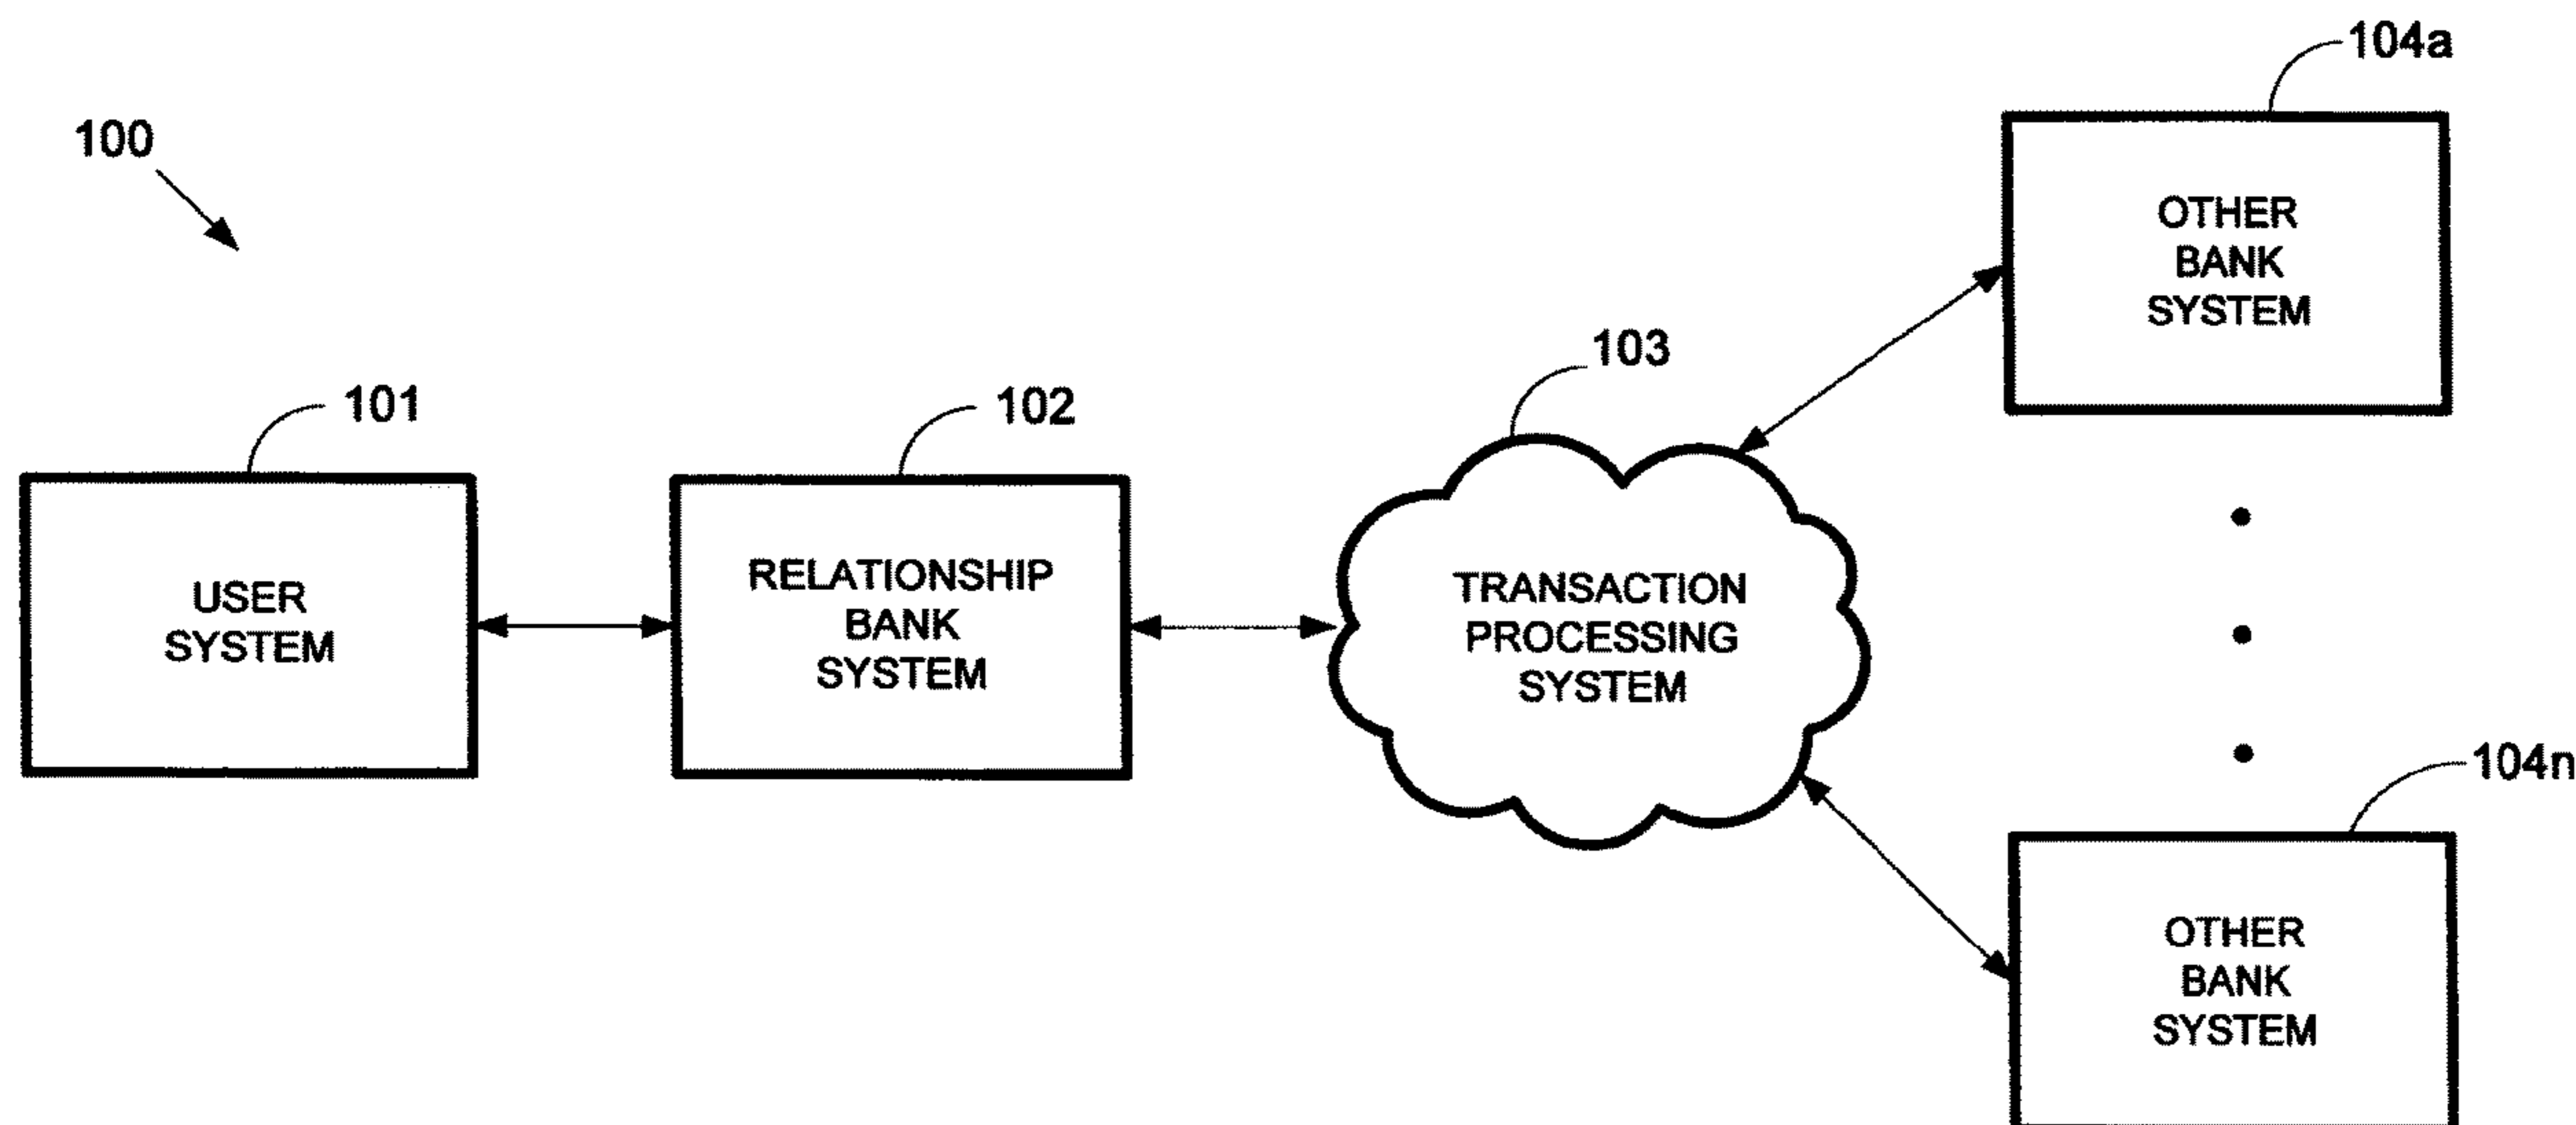 100
101
USER
SYSTEM
102
RELATIONSHIP
BANK
SYSTEM
103
TRANSACTION
PROCESSING
SYSTEM
104a
OTHER
BANK
SYSTEM
104n
OTHER
BANK
SYSTEM